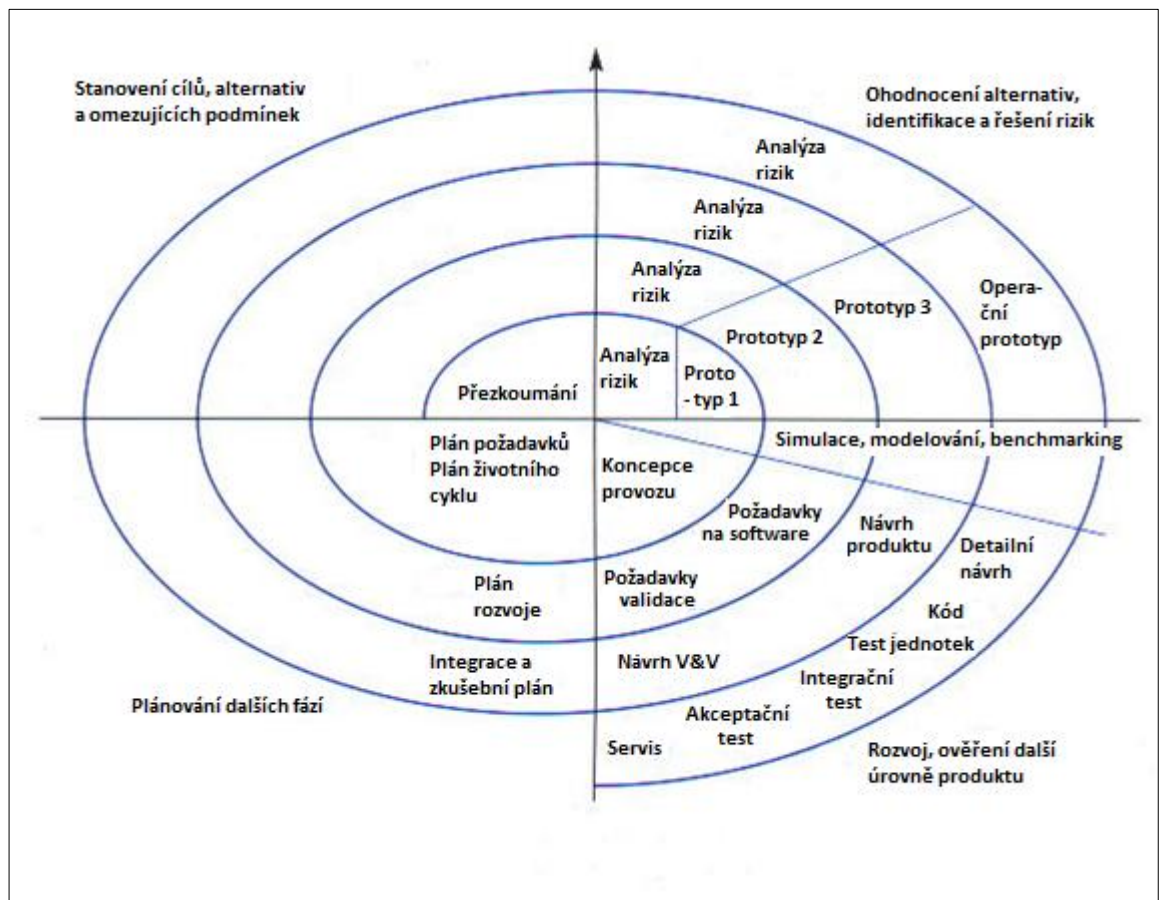 Stanovení cílů, alternativ
a omezujících podmínek
Ohodnocení alternativ,
identifikace a řešení rizik
Analýza
rizik
Analýza
rizik
Analýza
rizik
Opera-
ční
prototyp
Prototyp 3
Prototyp 2
Analýza
rizik
Proto
- typ 1
Přezkoumání
Simulace, modelování, benchmarking
Plán požadavků
Plán životního
cyklu
Koncepce
provozu
Požadavky
na software
Návrh
produktu
Detailní
návrh
Plán
rozvoje
Požadavky
validace
Kód
Test jednotek
Integrace a
zkušební plán
Návrh V&V
Integrační
test
Plánování dalších fází
Akceptační
test
Servis
Rozvoj, ověření další
úrovně produktu